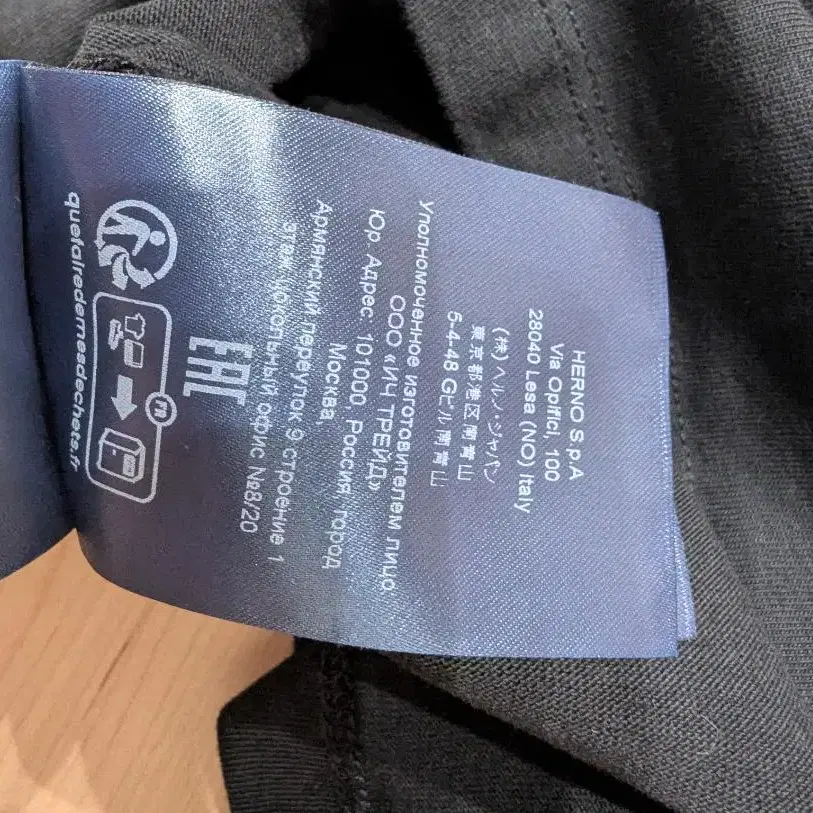 HERNO S.p.A
Via Opifici, 100
28040 Lesa (NO) Italy
(株)ヘルノ・ジャパン
東京都港区南青山
5-4-48 Gビル南青山
Уполномоченное изготовителем лицо
ООО «ИЧ ТРЕЙД»
Юр. Адрес: 101000, Россия, город
Москва,
Армянский переулок 9 строение 1
этаж цокольный офис №8/20
EAC
FR
quefairedemesdechets.fr